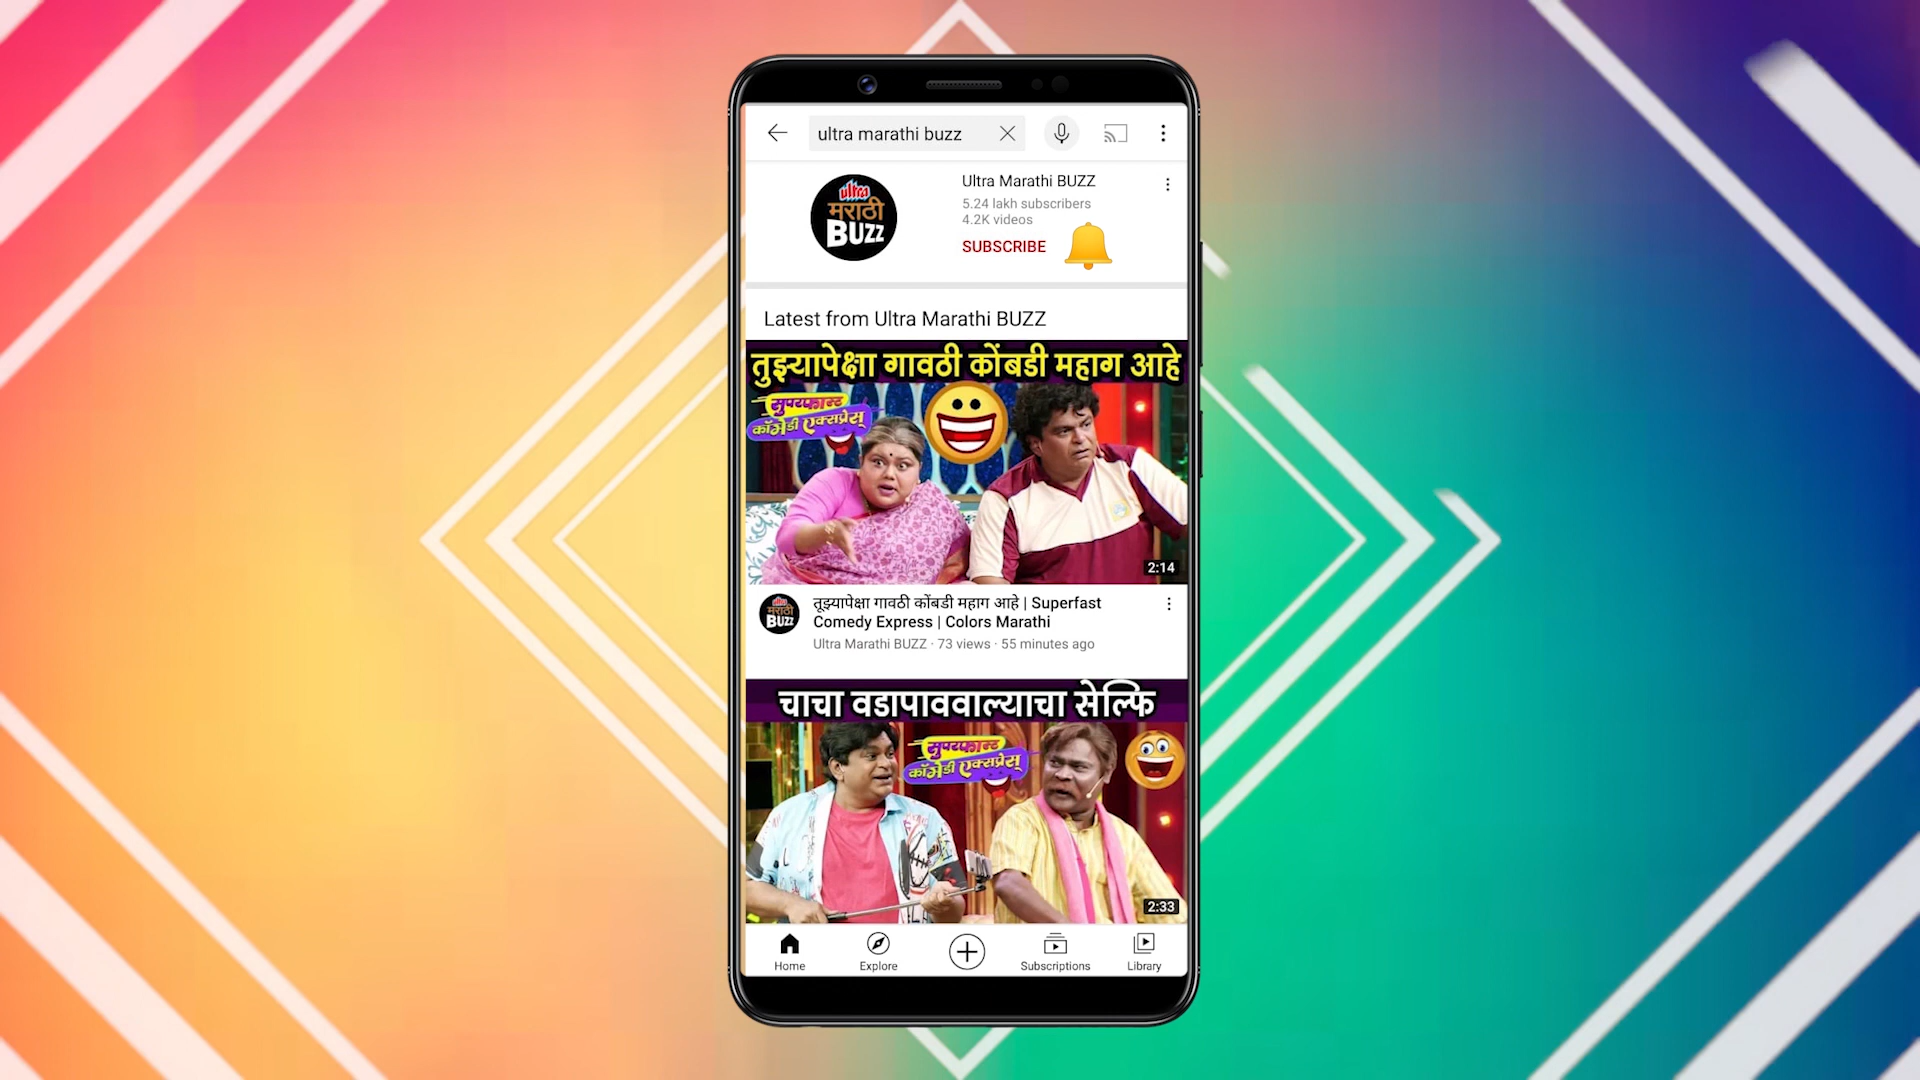 ultra marathi buzz
ultra
मराठी
BUZZ
Ultra Marathi BUZZ
5.24 lakh subscribers
4.2K videos
SUBSCRIBE
Latest from Ultra Marathi BUZZ
तुझ्यापेक्षा गावठी कोंबडी महाग आहे
सुपरफास्ट
कॉमेडी एक्सप्रेस्
2:14
ultra
मराठी
BUZZ
तूझ्यापेक्षा गावठी कोंबडी महाग आहे | Superfast
Comedy Express | Colors Marathi
Ultra Marathi BUZZ · 73 views · 55 minutes ago
चाचा वडापाववाल्याचा सेल्फि
सुपरफास्ट
कॉमेडी एक्सप्रेस्
2:33
Home
Explore
Subscriptions
Library